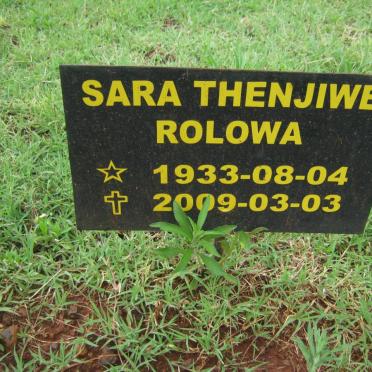 SARA THENJIWE
ROLOWA
1933-08-04
2009-03-03